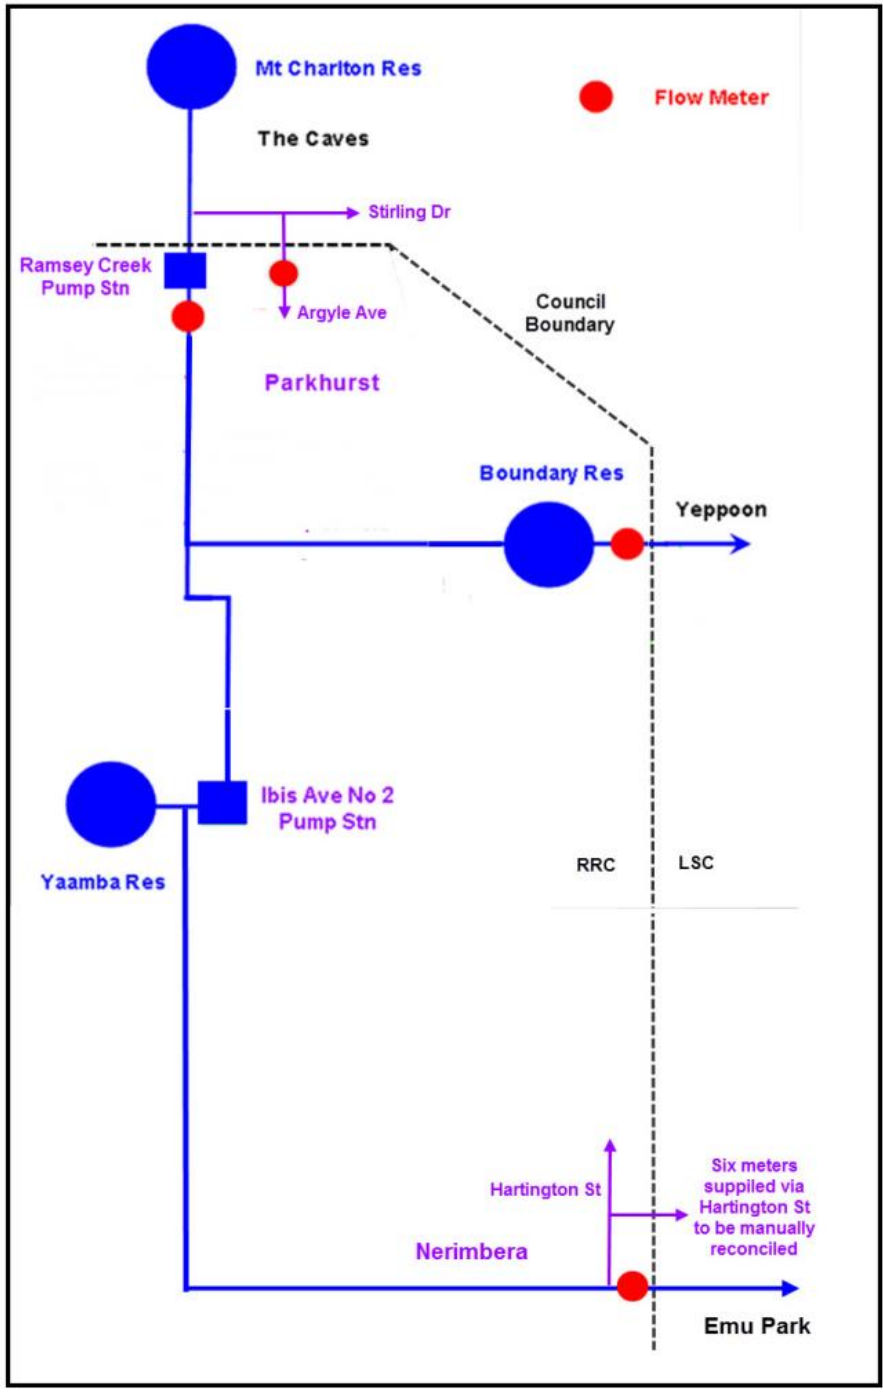 Mt Charlton Res
Flow Meter
The Caves
Stirling Dr
Ramsey Creek
Pump Stn
Argyle Ave
Council
Boundary
Parkhurst
Boundary Res
Yeppoon
Ibis Ave No 2
Pump Stn
Yaamba Res
RRC
LSC
Hartington St
Six meters
suppiled via
Hartington St
to be manually
reconciled
Nerimbera
Emu Park